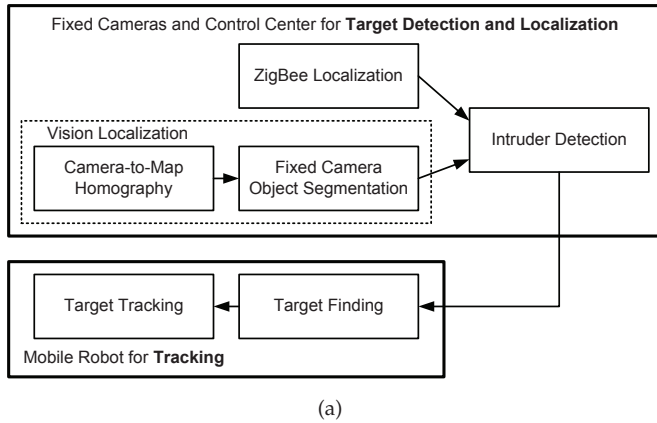 Fixed Cameras and Control Center for Target Detection and Localization
ZigBee Localization
Vision Localization
Camera-to-Map
Homography
Fixed Camera
Object Segmentation
Intruder Detection
Target Tracking
Target Finding
Mobile Robot for Tracking
(a)